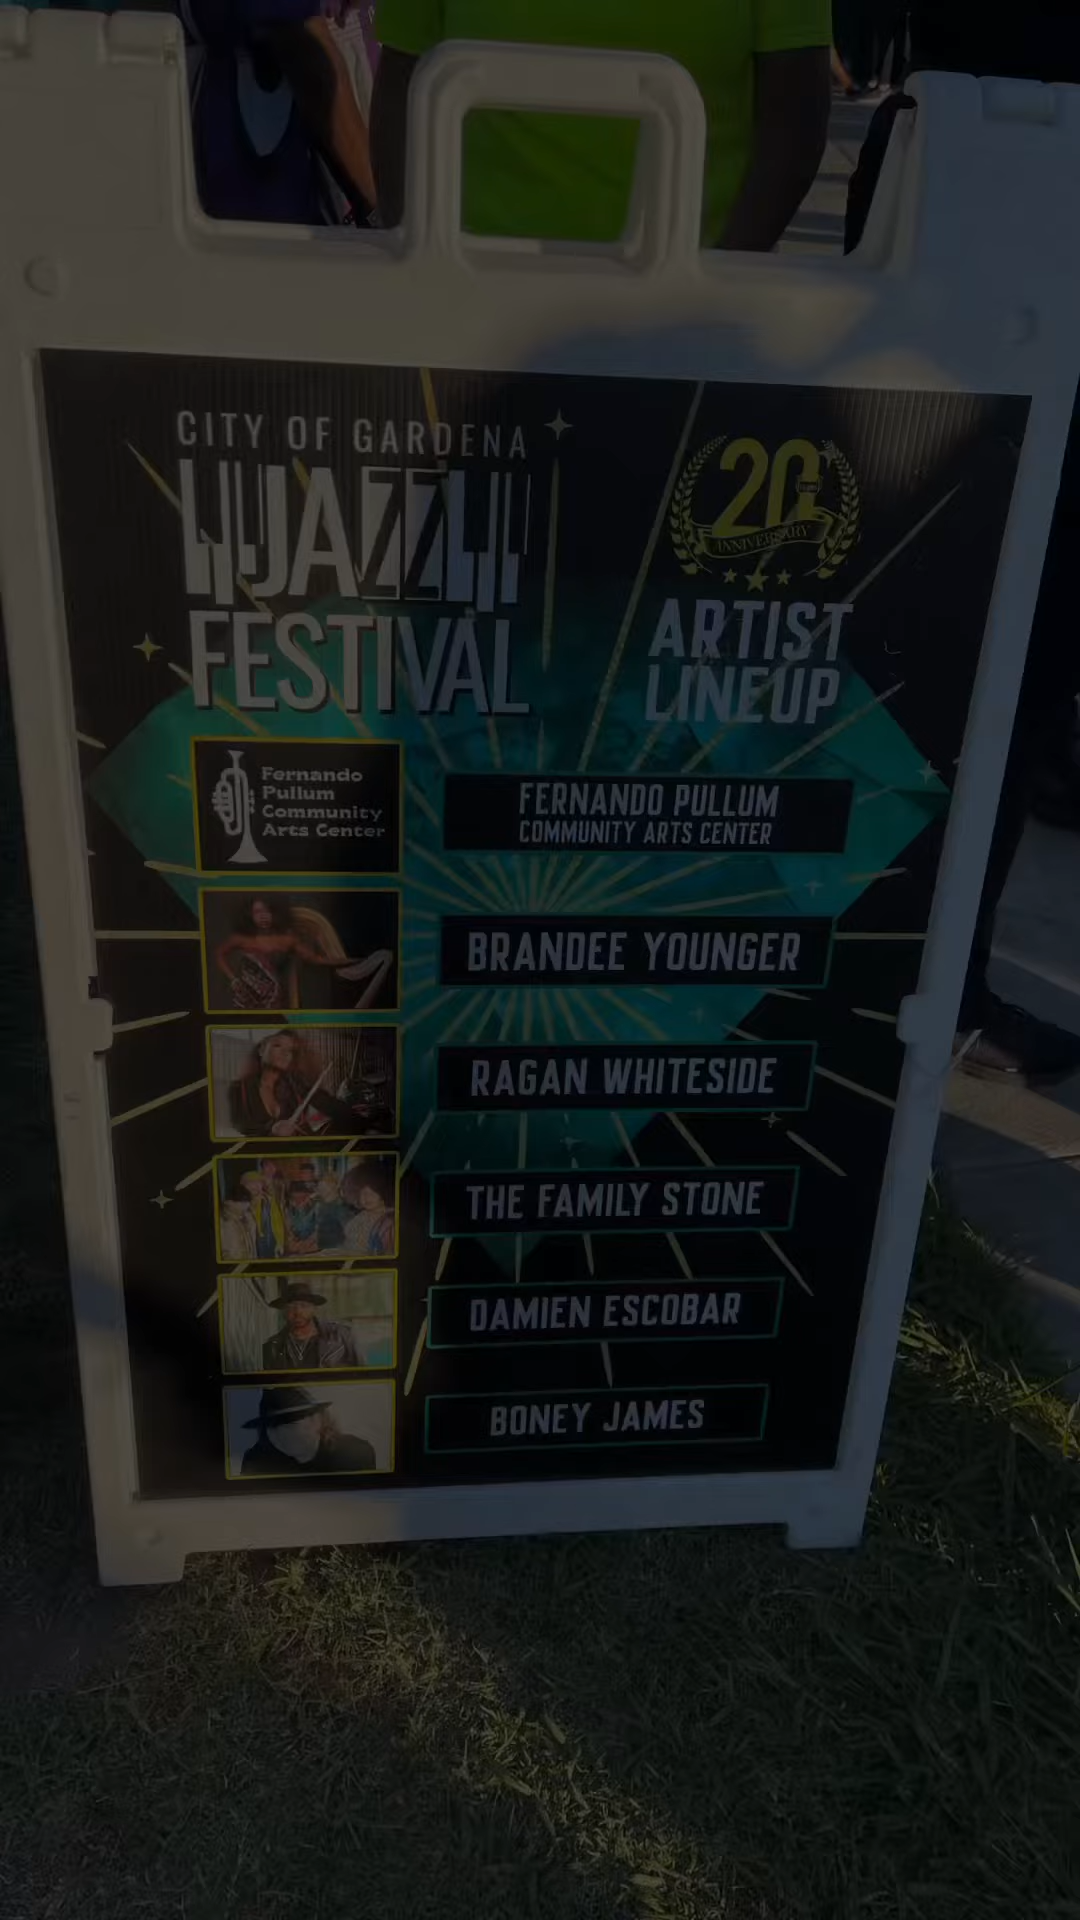 CITY OF GARDENA
JAZZ
FESTIVAL
20
ANNIVERSARY
ARTIST
LINEUP
Fernando
Pullum
Community
Arts Center
FERNANDO PULLUM
COMMUNITY ARTS CENTER
BRANDEE YOUNGER
RAGAN WHITESIDE
THE FAMILY STONE
DAMIEN ESCOBAR
BONEY JAMES